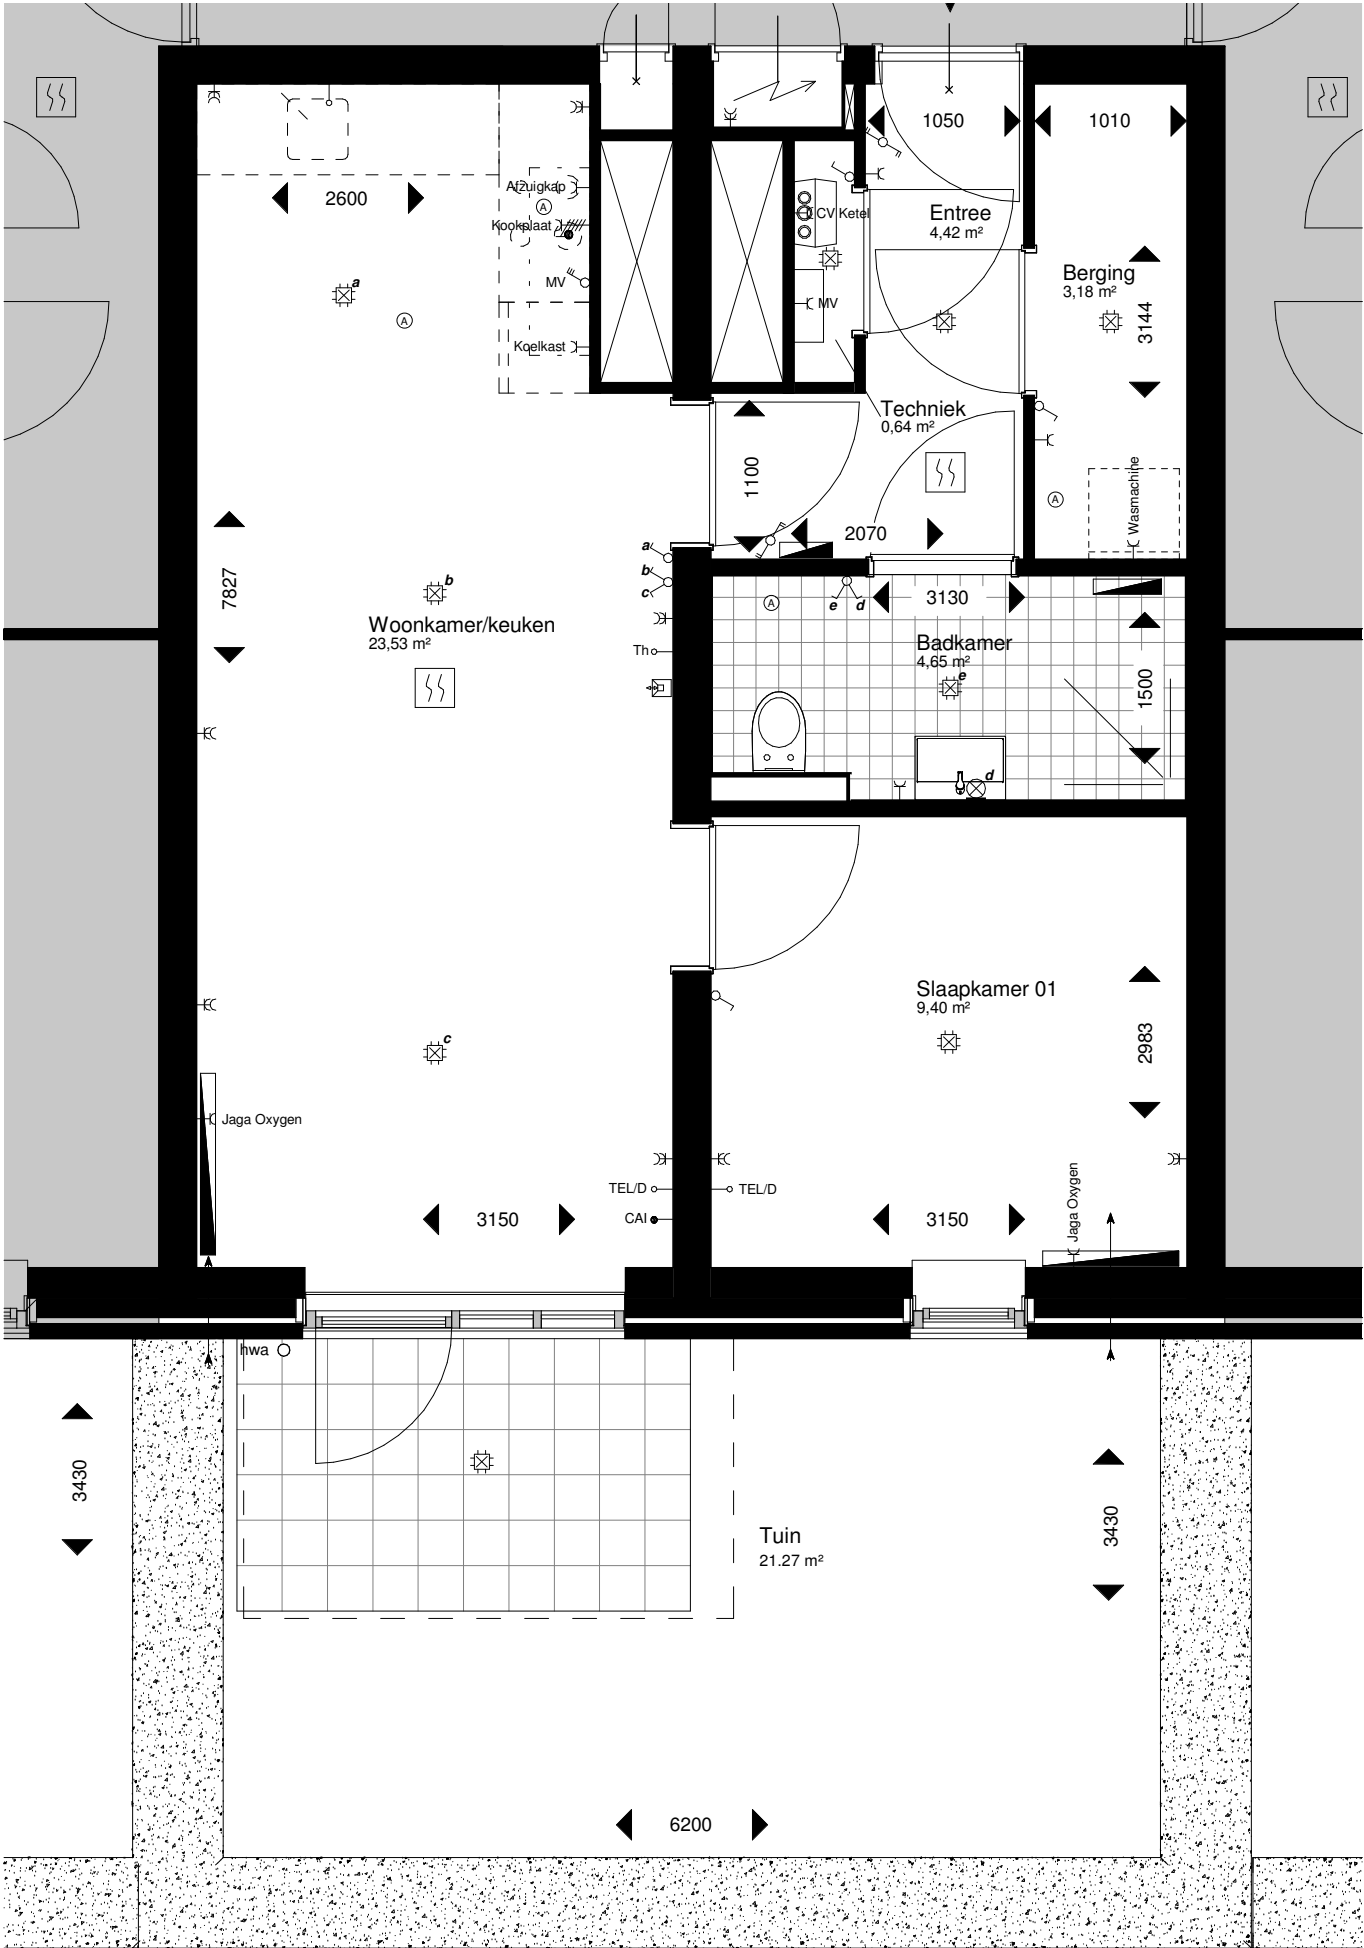 1050
1010
Afzuigkap
A
2600
Kookplaat
CV Ketel
Entree
4,42 m²
Berging
3,18 m²
a
MV
MV
A
3144
Koelkast
Techniek
0,64 m²
1100
Wasmachine
A
2070
7827
a
b
b
c
A
e
d
3130
Woonkamer/keuken
23,53 m²
Th
Badkamer
4,65 m²
e
1500
d
Slaapkamer 01
9,40 m²
2983
c
Jaga Oxygen
TEL/D
TEL/D
CAI
3150
3150
Jaga Oxygen
hwa
3430
3430
Tuin
21.27 m²
6200